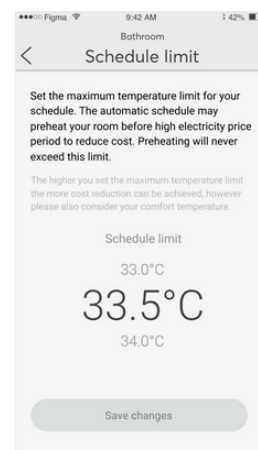 Figma 9:42 AM 42%
Bathroom
Schedule limit
Set the maximum temperature limit for your
schedule. The automatic schedule may
preheat your room before high electricity price
period to reduce cost. Preheating will never
exceed this limit.
The higher you set the maximum temperature limit
the more cost reduction can be achieved, however
please also consider your comfort temperature.
Schedule limit
33.0°C
33.5°C
34.0°C
Save changes